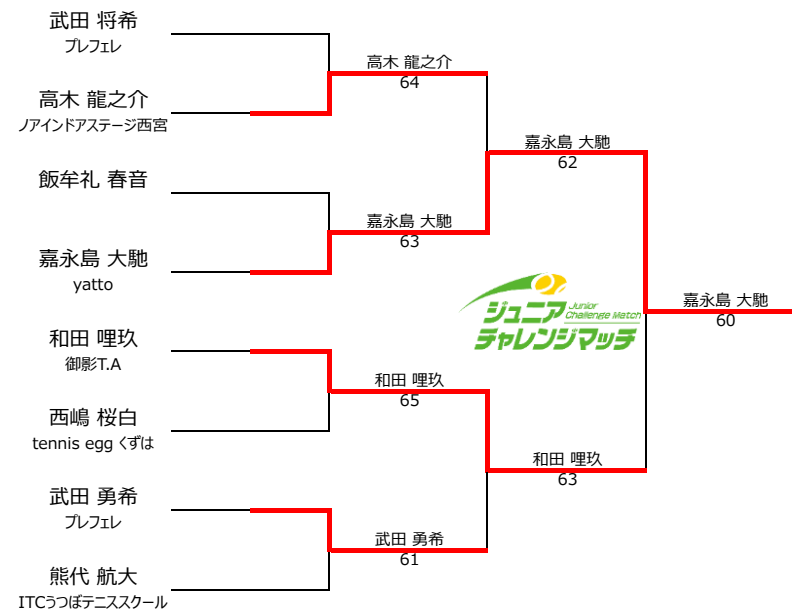 武田 将希
プレフェレ
高木 龍之介
ノアインドアステージ西宮
飯牟礼 春音
嘉永島 大馳
yatto
和田 哩玖
御影T.A
西嶋 桜白
tennis egg くずは
武田 勇希
プレフェレ
熊代 航大
ITCうつぼテニススクール
高木 龍之介
64
嘉永島 大馳
63
和田 哩玖
65
武田 勇希
61
嘉永島 大馳
62
和田 哩玖
63
ジュニア Junior Challenge Match
チャレンジマッチ
嘉永島 大馳
60